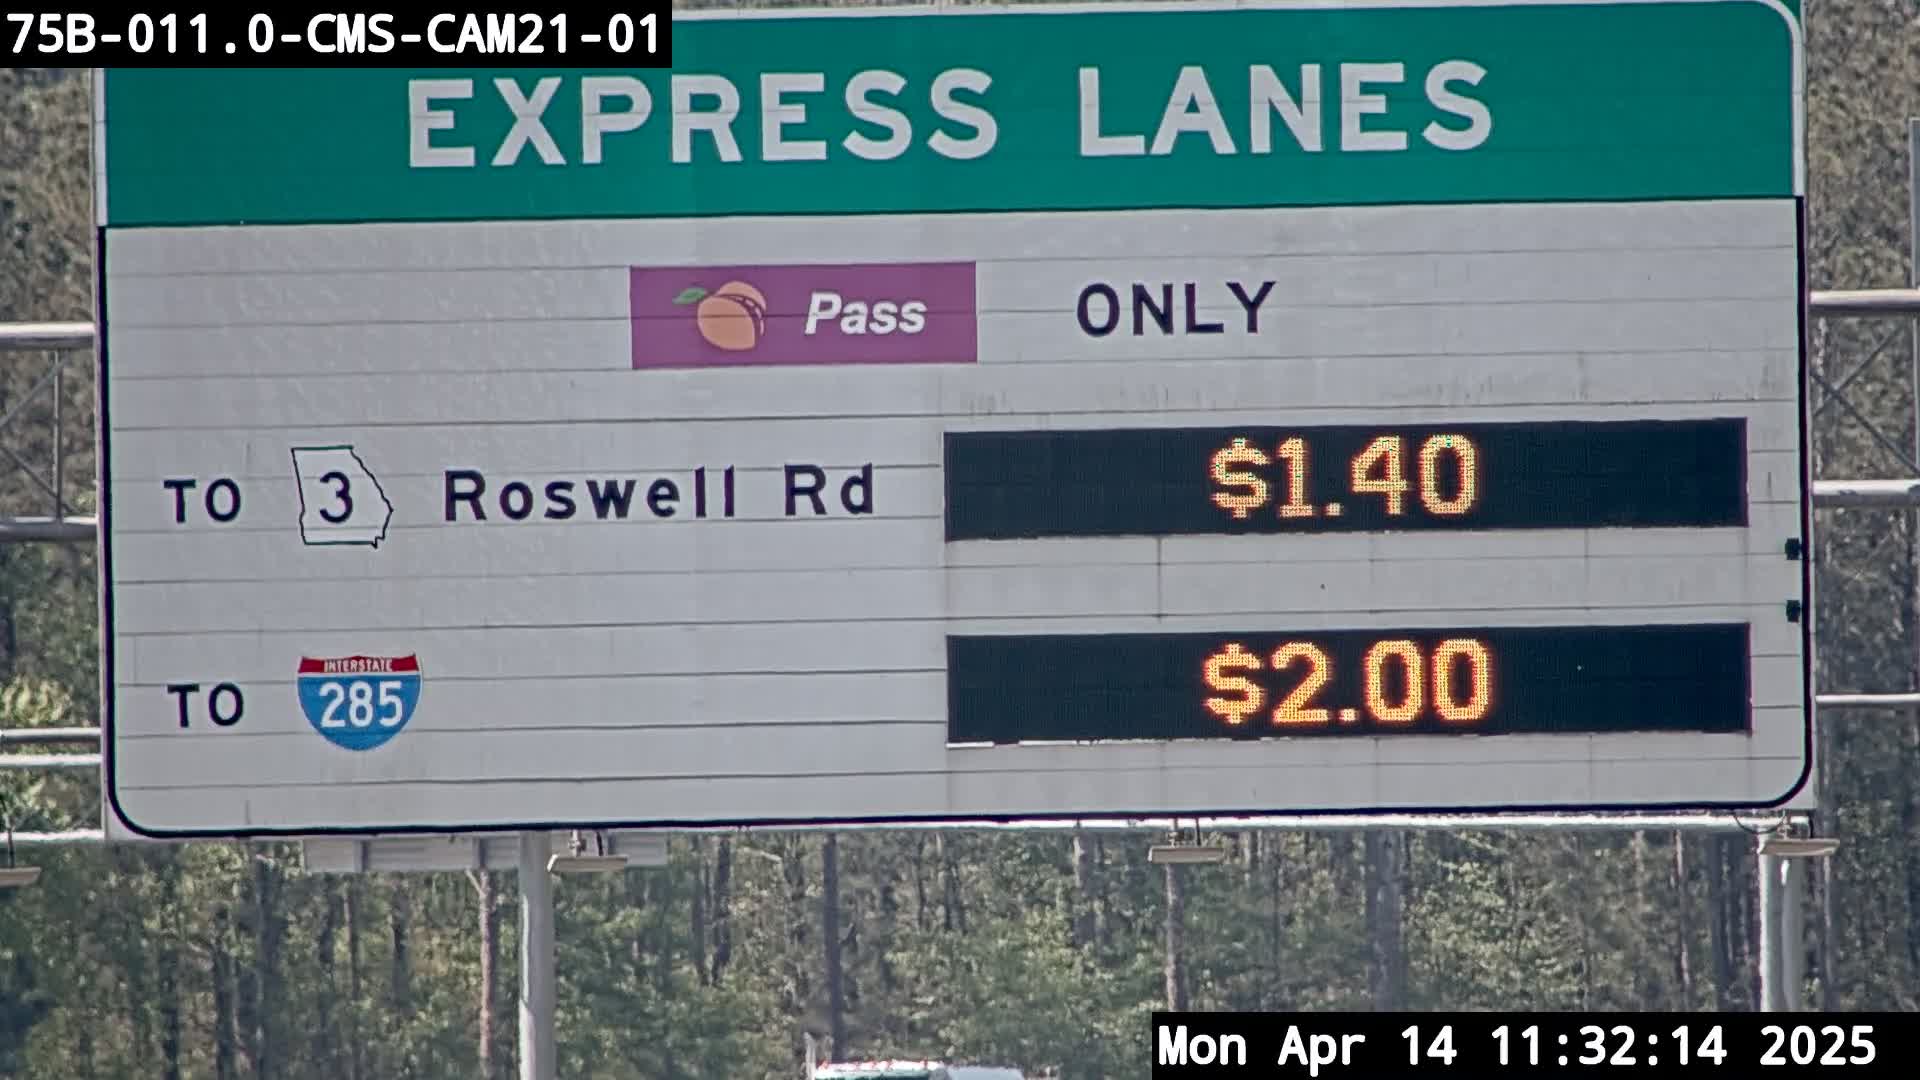 75B-011.0-CMS-CAM21-01
EXPRESS LANES
Pass ONLY
TO 3 Roswell Rd $1.40
TO INTERSTATE 285 $2.00
Mon Apr 14 11:32:14 2025